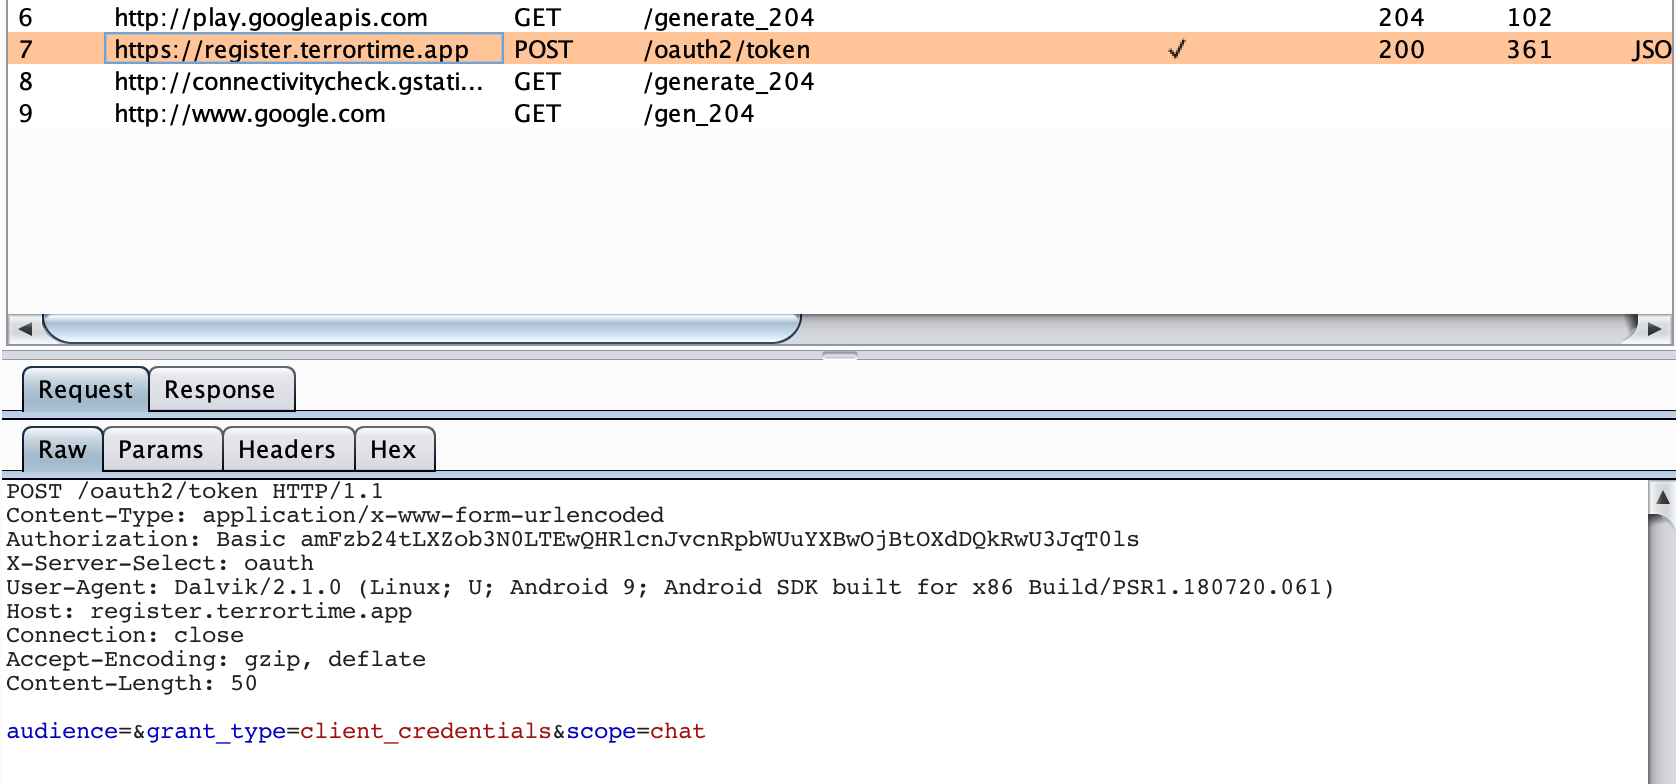 6 http://play.googleapis.com GET /generate_204 204 102
7 https://register.terrortime.app POST /oauth2/token ✓ 200 361 JSO
8 http://connectivitycheck.gstati... GET /generate_204
9 http://www.google.com GET /gen_204
Request Response
Raw Params Headers Hex
POST /oauth2/token HTTP/1.1
Content-Type: application/x-www-form-urlencoded
Authorization: Basic amFzb24tLXZob3N0LTEwQHRlcnJvcnRpbWUuYXBwOjBtOXdDQkRwU3JqT0ls
X-Server-Select: oauth
User-Agent: Dalvik/2.1.0 (Linux; U; Android 9; Android SDK built for x86 Build/PSR1.180720.061)
Host: register.terrortime.app
Connection: close
Accept-Encoding: gzip, deflate
Content-Length: 50
audience=&grant_type=client_credentials&scope=chat